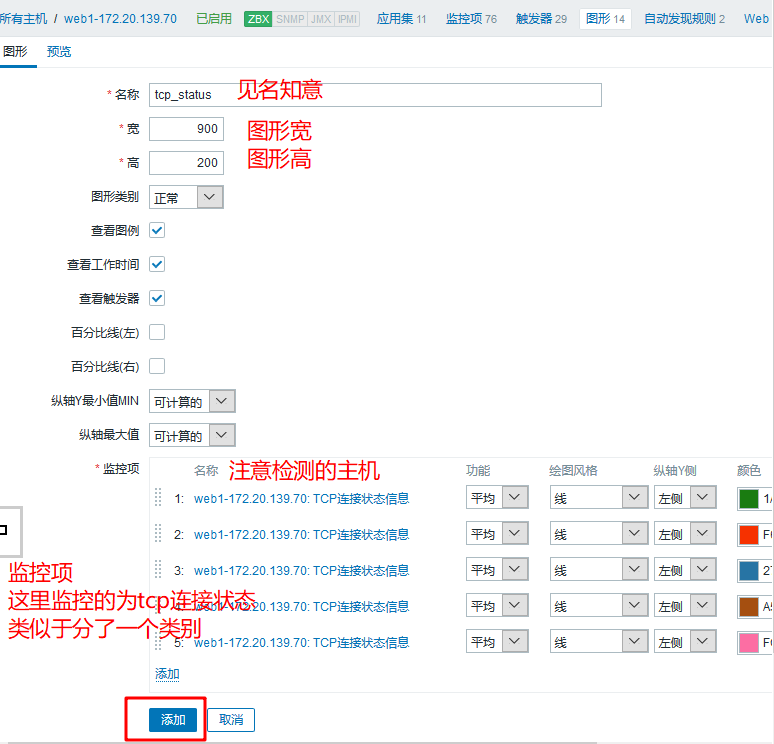 所有主机 / web1-172.20.139.70 已启用 ZBX SNMP JMX IPMI 应用集 11 监控项 76 触发器 29 图形 14 自动发现规则 2 Web
图形 预览
* 名称 tcp_status 见名知意
* 宽 900 图形宽
* 高 200 图形高
图形类别 正常
查看图例
查看工作时间
查看触发器
百分比线(左)
百分比线(右)
纵轴Y最小值MIN 可计算的
纵轴最大值 可计算的
* 监控项 名称 注意检测的主机 功能 绘图风格 纵轴Y侧 颜色
1: web1-172.20.139.70: TCP连接状态信息 平均 线 左侧 1A
2: web1-172.20.139.70: TCP连接状态信息 平均 线 左侧 F6
3: web1-172.20.139.70: TCP连接状态信息 平均 线 左侧 27
4: web1-172.20.139.70: TCP连接状态信息 平均 线 左侧 A5
5: web1-172.20.139.70: TCP连接状态信息 平均 线 左侧
监控项
这里监控的为tcp连接状态
类似于分了一个类别
添加
添加 取消